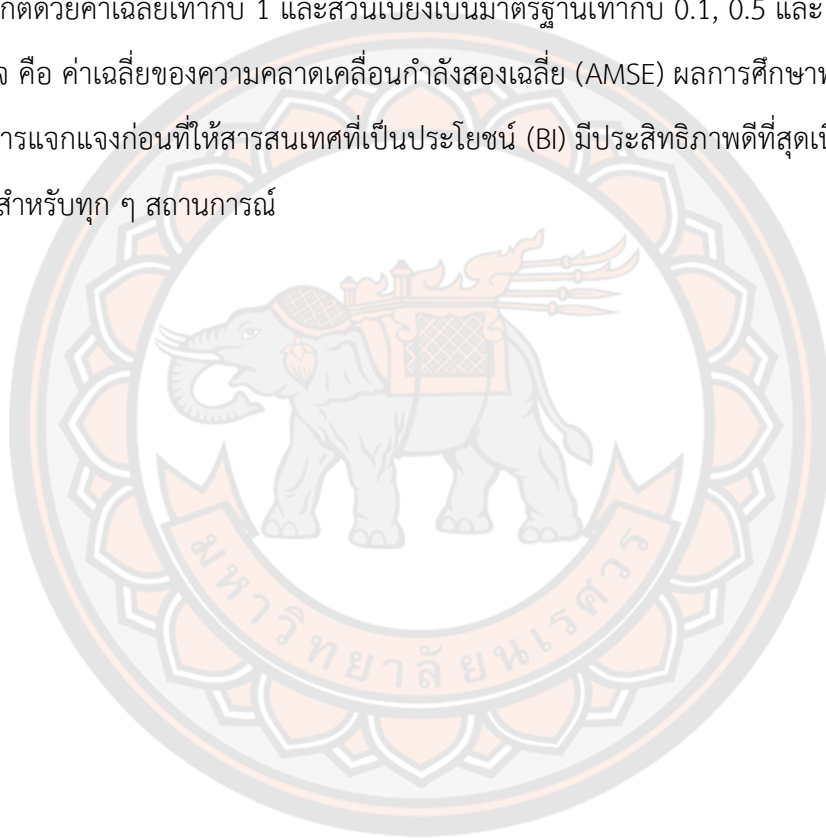 กติด้วยค่าเฉลี่ยเท่ากับ 1 และส่วนเบี่ยงเบนมาตรฐานเท่ากับ 0.1, 0.5 และ
คือ ค่าเฉลี่ยของความคลาดเคลื่อนกำลังสองเฉลี่ย (AMSE) ผลการศึกษาพ
ารแจกแจงก่อนที่ให้สารสนเทศที่เป็นประโยชน์ (BI) มีประสิทธิภาพดีที่สุดเนื
สำหรับทุก ๆ สถานการณ์
มหาวิทยาลัยนเรศวร